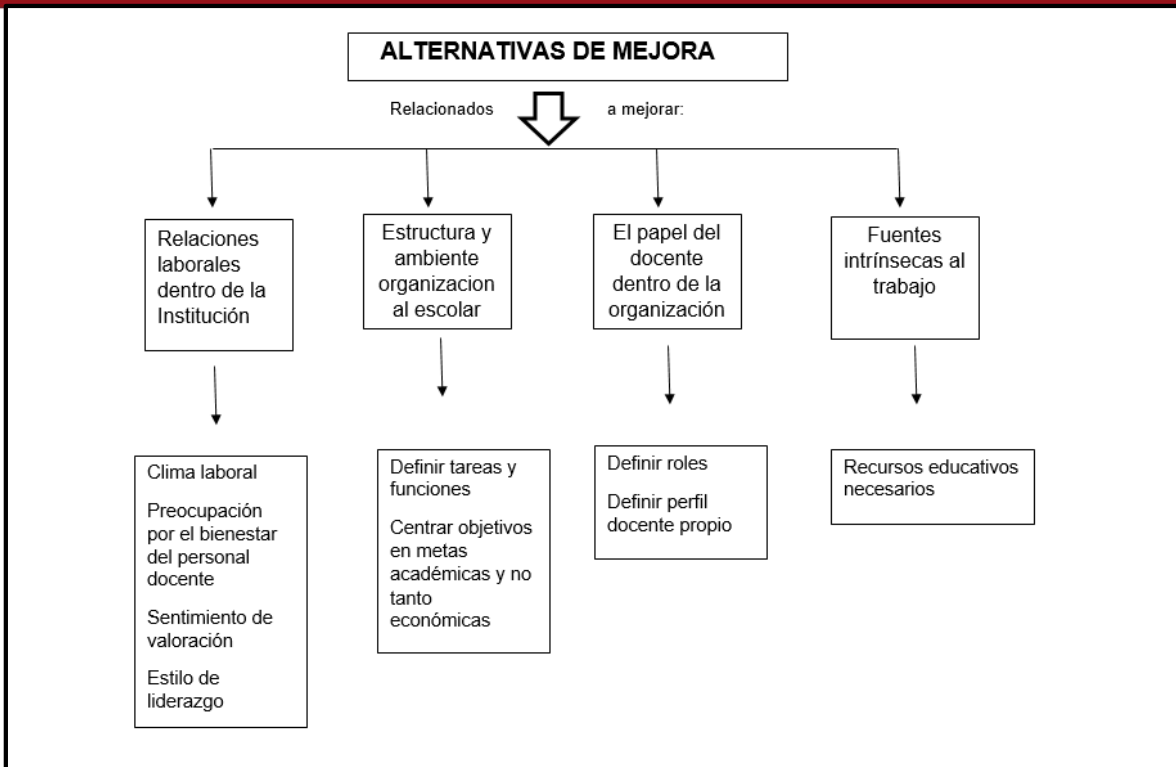 ALTERNATIVAS DE MEJORA
Relacionados a mejorar:
Relaciones
laborales
dentro de la
Institución
Estructura y
ambiente
organizacion
al escolar
El papel del
docente
dentro de la
organización
Fuentes
intrínsecas al
trabajo
Clima laboral
Preocupación
por el bienestar
del personal
docente
Sentimiento de
valoración
Estilo de
liderazgo
Definir tareas y
funciones
Centrar objetivos
en metas
académicas y no
tanto
económicas
Definir roles
Definir perfil
docente propio
Recursos educativos
necesarios